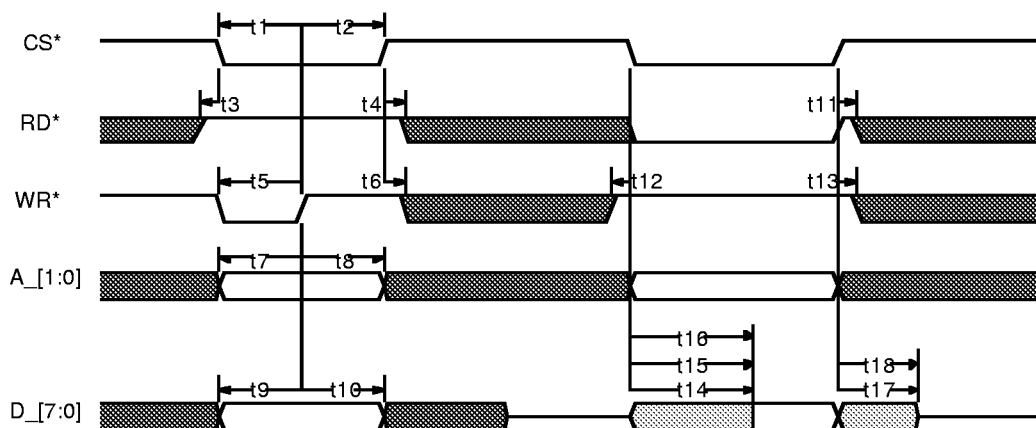 t1 t2
CS*
t3 t4 t11
RD*
t5 t6 t12 t13
WR*
t7 t8
A_[1:0]
t16
t15 t18
t9 t10 t14 t17
D_[7:0]